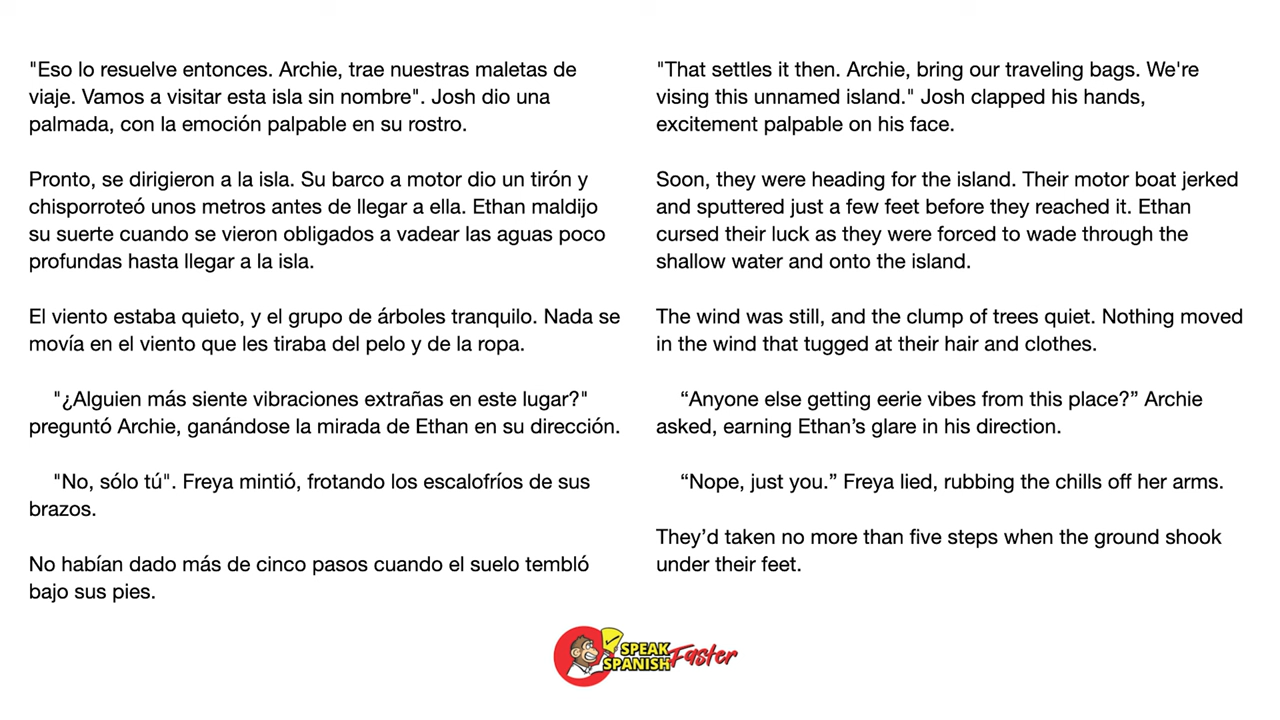 "Eso lo resuelve entonces. Archie, trae nuestras maletas de
viaje. Vamos a visitar esta isla sin nombre". Josh dio una
palmada, con la emoción palpable en su rostro.
Pronto, se dirigieron a la isla. Su barco a motor dio un tirón y
chisporroteó unos metros antes de llegar a ella. Ethan maldijo
su suerte cuando se vieron obligados a vadear las aguas poco
profundas hasta llegar a la isla.
El viento estaba quieto, y el grupo de árboles tranquilo. Nada se
movía en el viento que les tiraba del pelo y de la ropa.
"¿Alguien más siente vibraciones extrañas en este lugar?"
preguntó Archie, ganándose la mirada de Ethan en su dirección.
"No, sólo tú". Freya mintió, frotando los escalofríos de sus
brazos.
No habían dado más de cinco pasos cuando el suelo tembló
bajo sus pies.
"That settles it then. Archie, bring our traveling bags. We're
vising this unnamed island." Josh clapped his hands,
excitement palpable on his face.
Soon, they were heading for the island. Their motor boat jerked
and sputtered just a few feet before they reached it. Ethan
cursed their luck as they were forced to wade through the
shallow water and onto the island.
The wind was still, and the clump of trees quiet. Nothing moved
in the wind that tugged at their hair and clothes.
“Anyone else getting eerie vibes from this place?” Archie
asked, earning Ethan’s glare in his direction.
“Nope, just you.” Freya lied, rubbing the chills off her arms.
They’d taken no more than five steps when the ground shook
under their feet.
SPEAK
SPANISH Faster